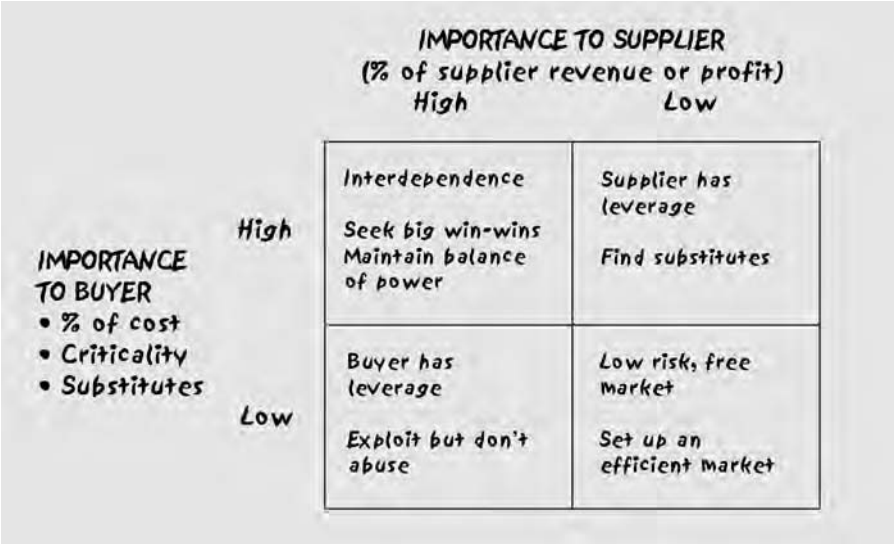 IMPORTANCE TO SUPPLIER
(% of supplier revenue or profit)
High Low
High
Interdependence
Seek big win-wins
Maintain balance
of power
Supplier has
leverage
Find substitutes
IMPORTANCE
TO BUYER
• % of cost
• Criticality
• Substitutes
Low
Buyer has
leverage
Exploit but don't
abuse
Low risk, free
market
Set up an
efficient market